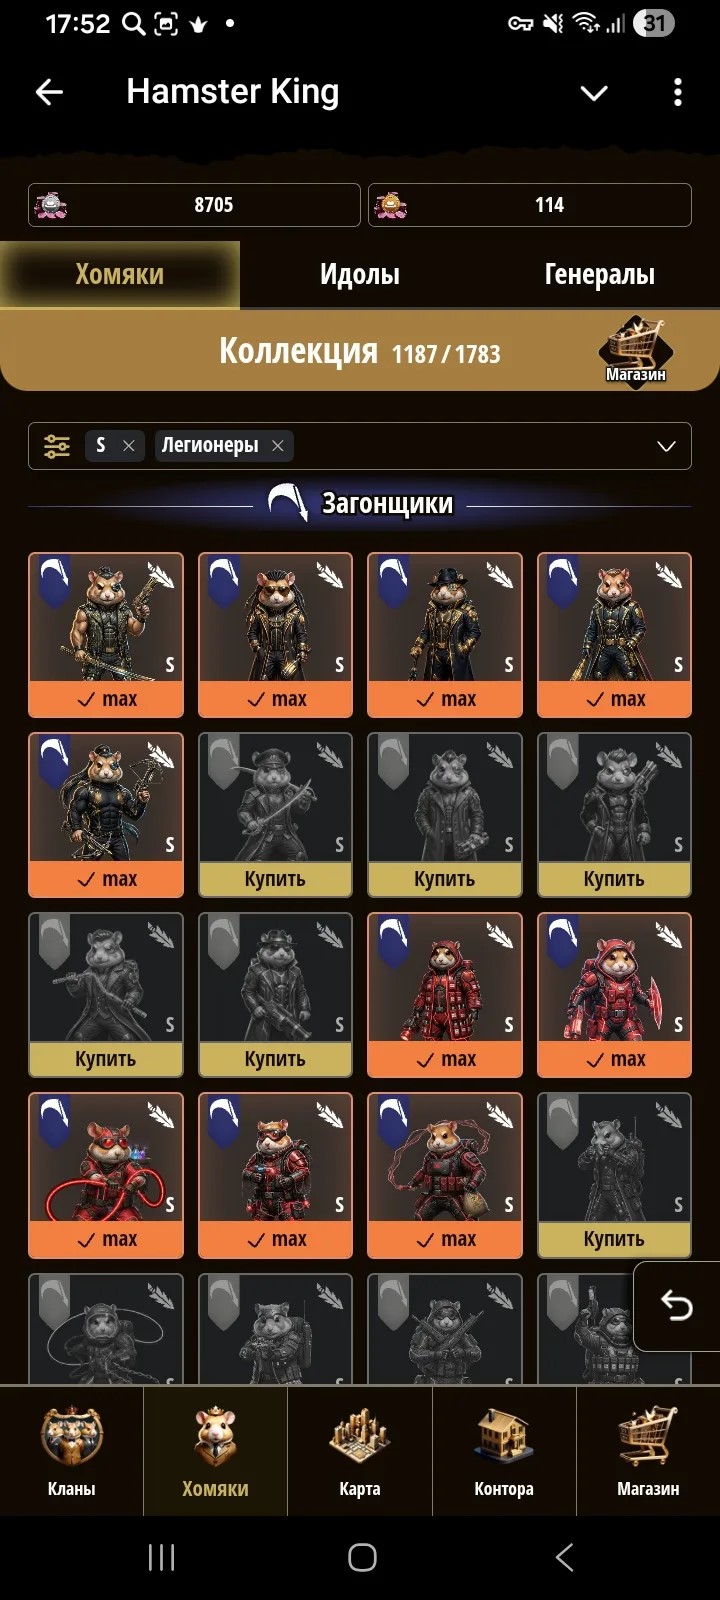 17:52
31
Hamster King
8705
114
Хомяки
Идолы
Генералы
Коллекция 1187 / 1783
Магазин
S
Легионеры
Загонщики
S S S S
max max max max
S S S S
max Купить Купить Купить
S S S S
Купить Купить max max
S S S S
max max max Купить
Кланы
Хомяки
Карта
Контора
Магазин